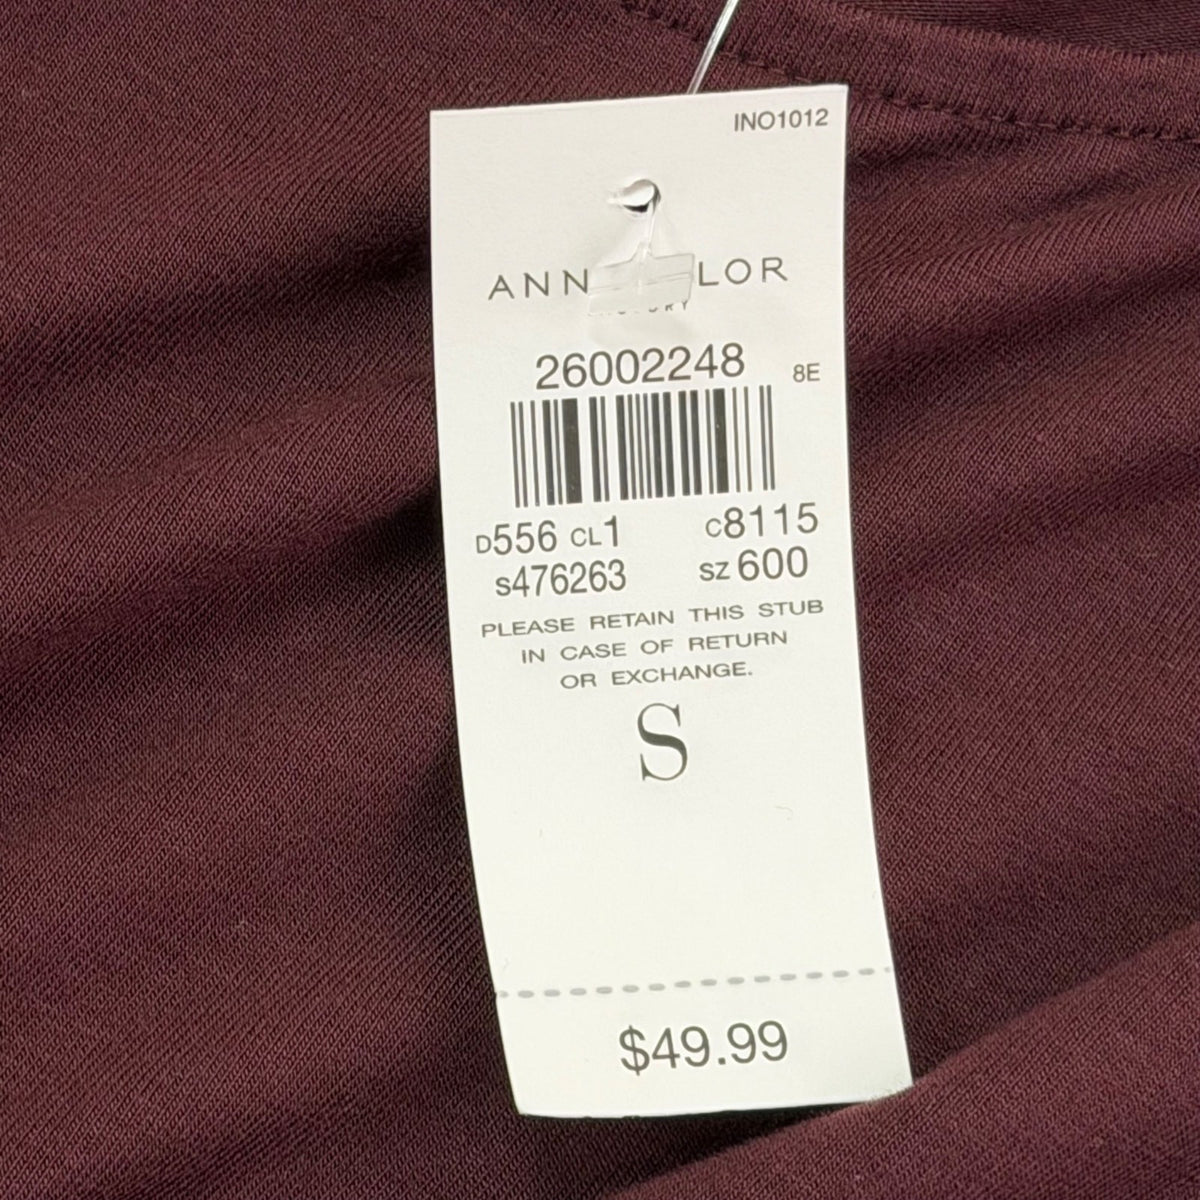 INO1012
ANN
26002248
8E
D556 CL1 C8115
S476263 SZ 600
PLEASE RETAIN THIS STUB
IN CASE OF RETURN
OR EXCHANGE.
S
$49.99